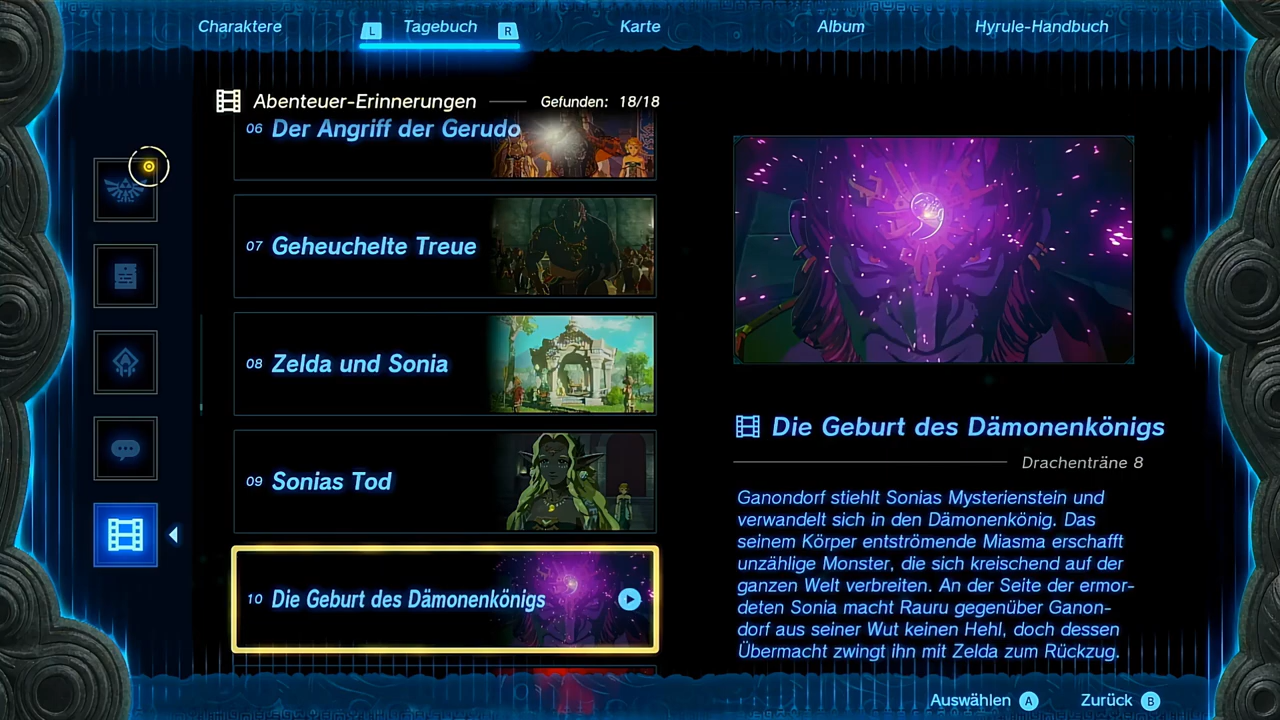 Charaktere
L Tagebuch R
Karte
Album
Hyrule-Handbuch
Abenteuer-Erinnerungen
Gefunden: 18/18
06 Der Angriff der Gerudo
07 Geheuchelte Treue
08 Zelda und Sonia
09 Sonias Tod
10 Die Geburt des Dämonenkönigs
Die Geburt des Dämonenkönigs
Drachenträne 8
Ganondorf stiehlt Sonias Mysterienstein und
verwandelt sich in den Dämonenkönig. Das
seinem Körper entströmende Miasma erschafft
unzählige Monster, die sich kreischend auf der
ganzen Welt verbreiten. An der Seite der ermor-
deten Sonia macht Rauru gegenüber Ganon-
dorf aus seiner Wut keinen Hehl, doch dessen
Übermacht zwingt ihn mit Zelda zum Rückzug.
Auswählen A
Zurück B